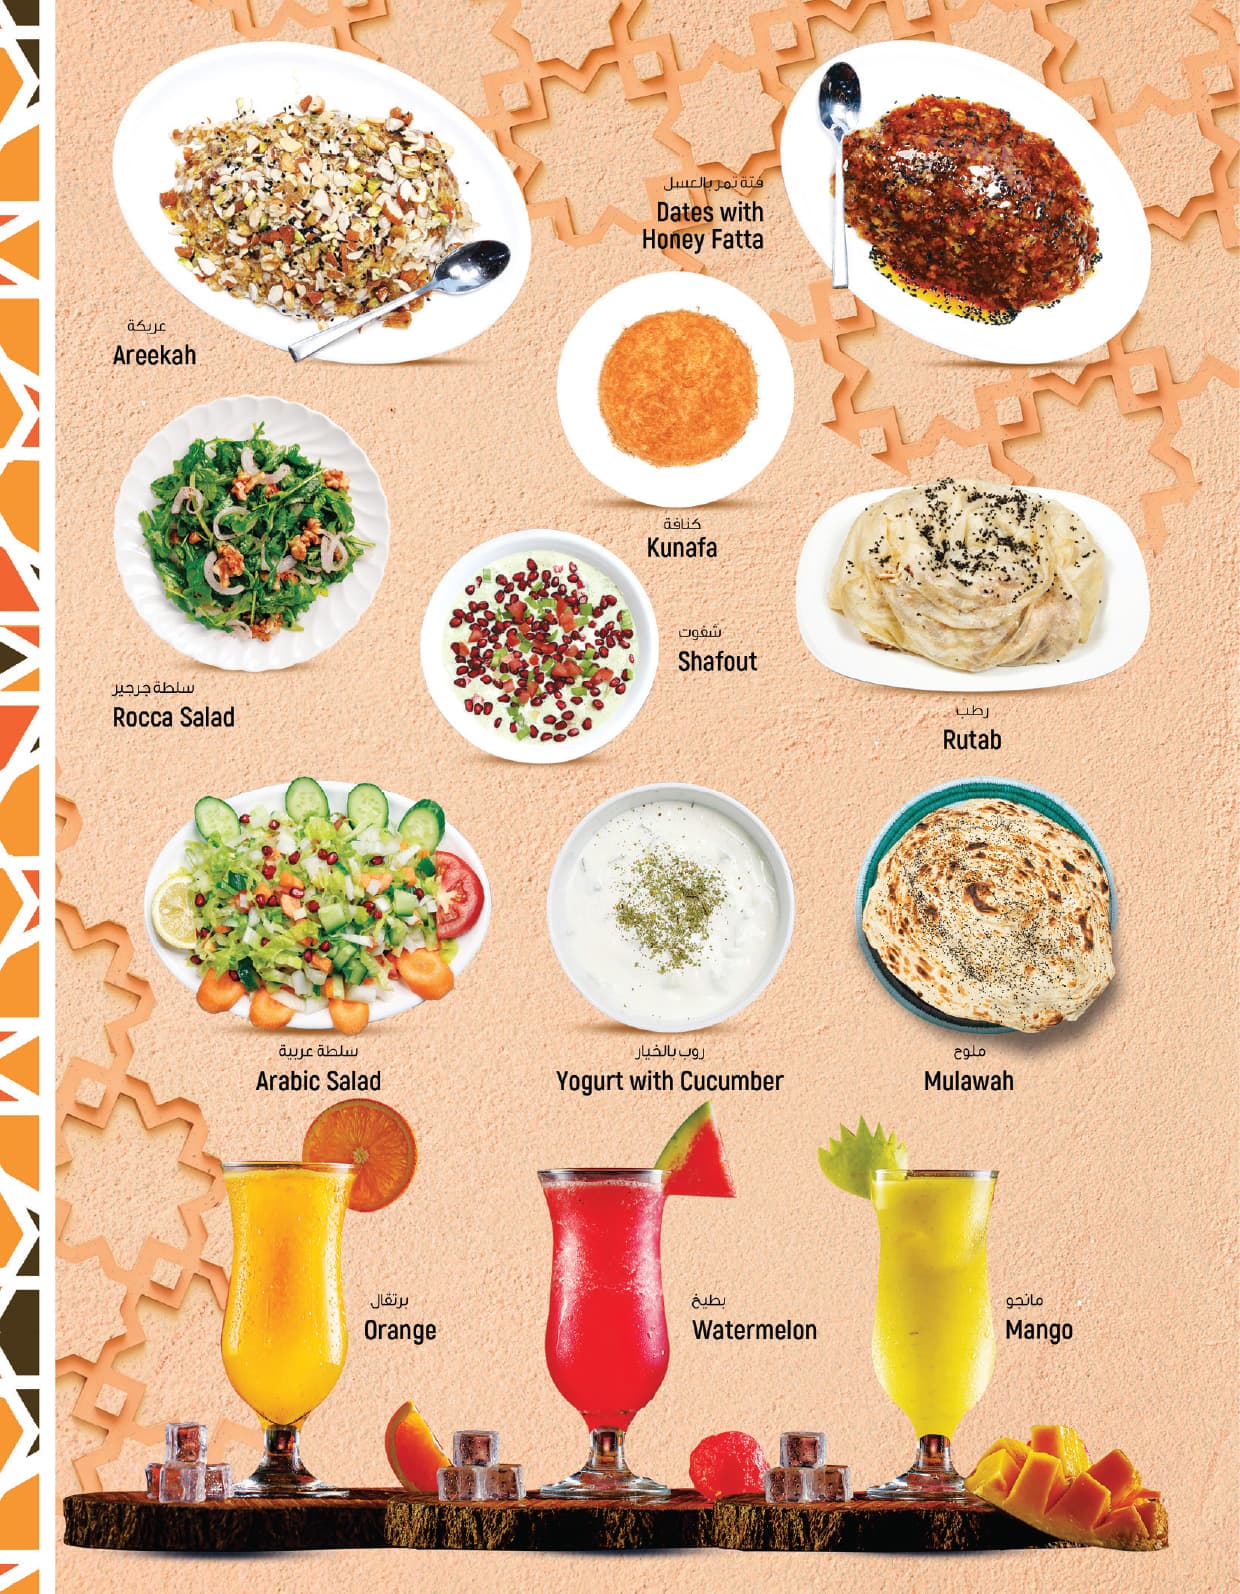 فتة تمر بالعسل
Dates with
Honey Fatta
عريكة
Areekah
كنافة
Kunafa
شفوت
Shafout
سلطة جرجير
Rocca Salad
رطب
Rutab
سلطة عربية
Arabic Salad
روب بالخيار
Yogurt with Cucumber
ملوح
Mulawah
برتقال
Orange
بطيخ
Watermelon
مانجو
Mango